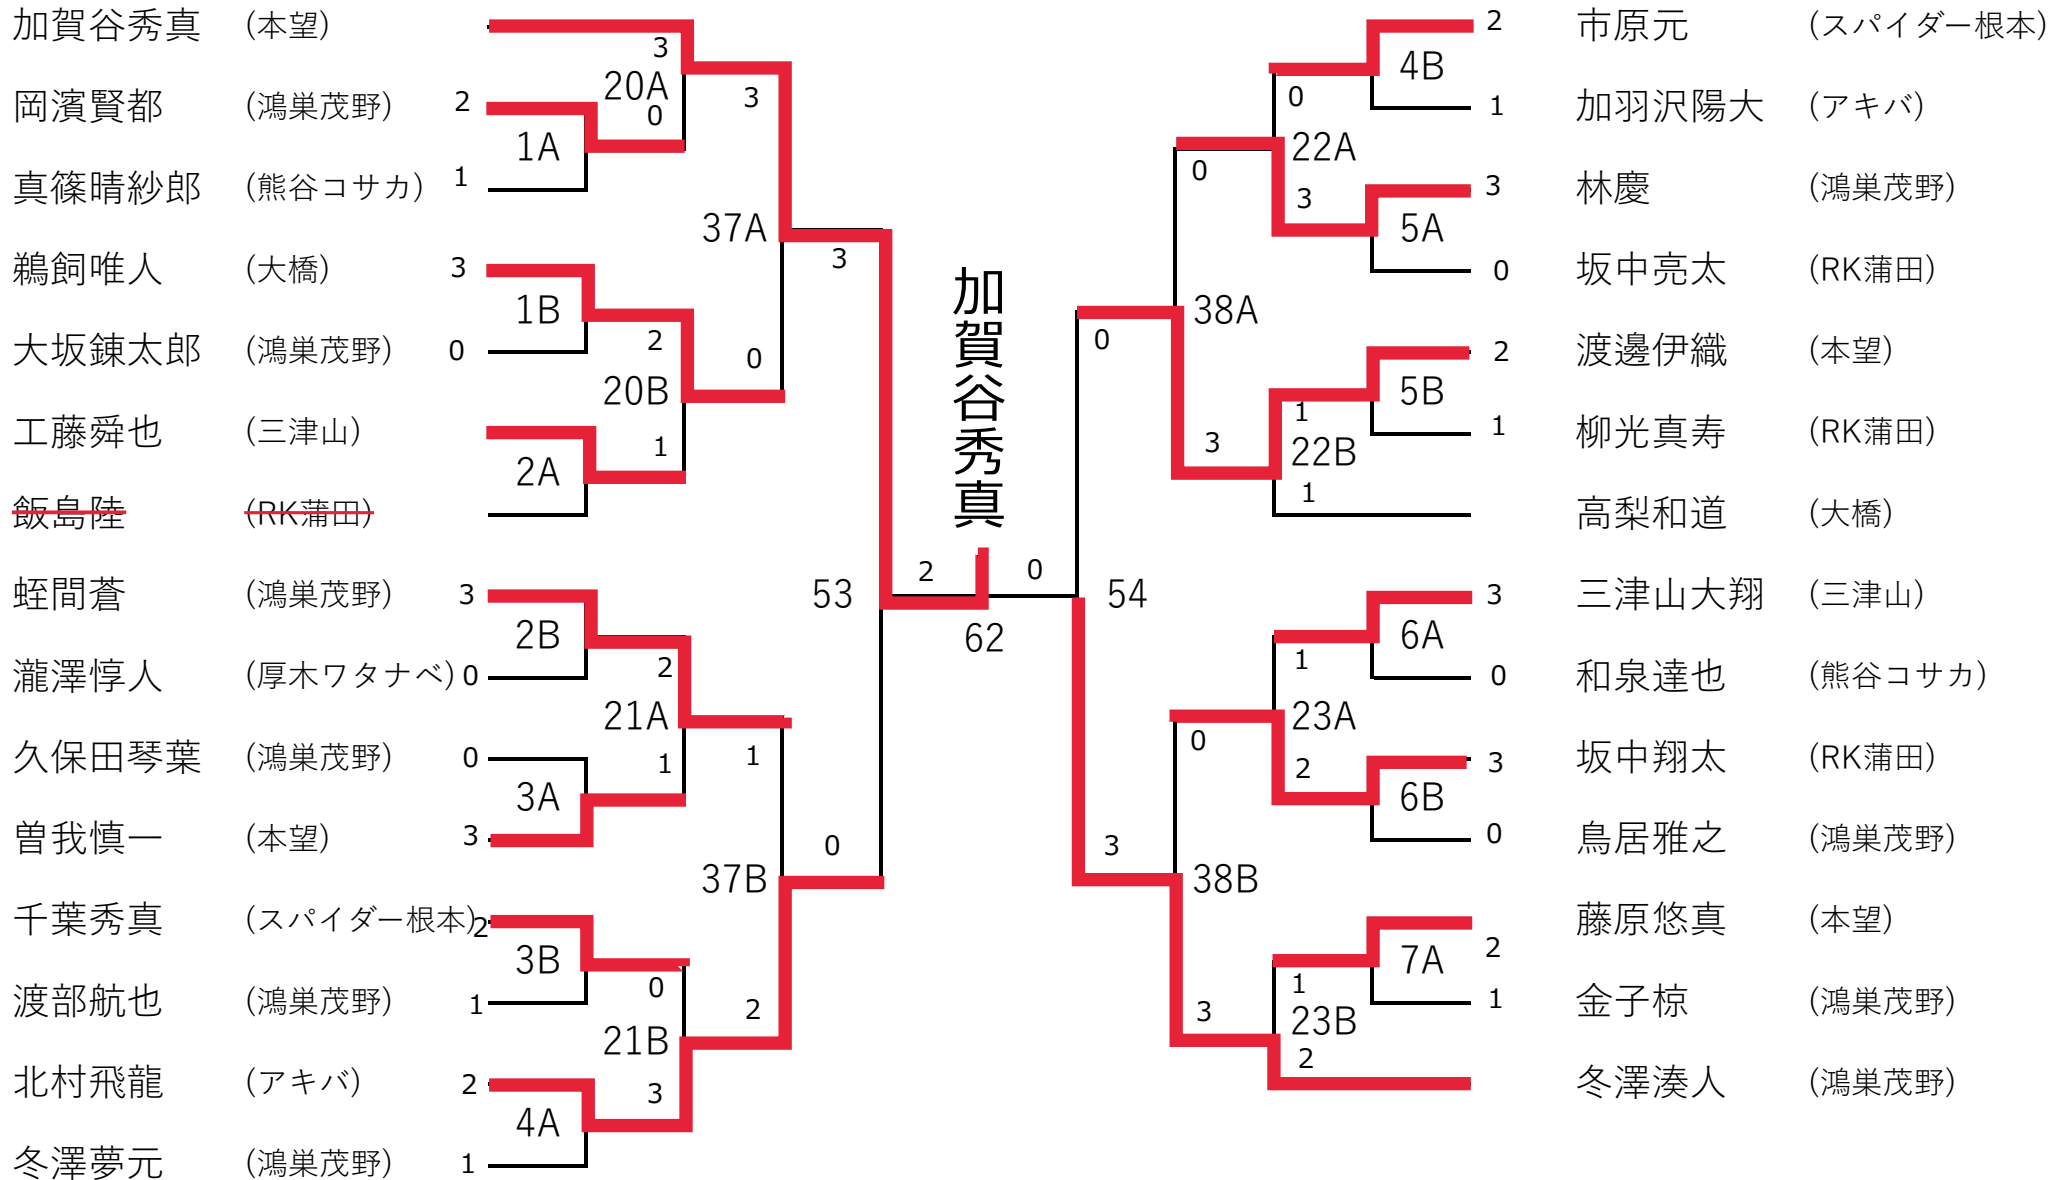 加賀谷秀真 (本望)
3
20A
0
岡濱賢都 (鴻巣茂野) 2
1A
真篠晴紗郎 (熊谷コサカ) 1
3
37A
3
鵜飼唯人 (大橋) 3
1B
大坂錬太郎 (鴻巣茂野) 0
2
20B
0
工藤舜也 (三津山)
1
2A
飯島陸 (RK蒲田)
蛭間蒼 (鴻巣茂野) 3
2B
瀧澤惇人 (厚木ワタナベ) 0
2
21A
1
久保田琴葉 (鴻巣茂野) 0
1
3A
曽我慎一 (本望) 3
37B
0
千葉秀真 (スパイダー根本) 2
3B
渡部航也 (鴻巣茂野) 1
0
21B
2
北村飛龍 (アキバ) 2
3
4A
冬澤夢元 (鴻巣茂野) 1
加賀谷秀真
53
2
0
54
62
2 市原元 (スパイダー根本)
4B
1 加羽沢陽大 (アキバ)
0
22A
0
3 林慶 (鴻巣茂野)
3
5A
0 坂中亮太 (RK蒲田)
38A
0
2 渡邊伊織 (本望)
5B
1 柳光真寿 (RK蒲田)
1
22B
3
1
高梨和道 (大橋)
3 三津山大翔 (三津山)
6A
0 和泉達也 (熊谷コサカ)
1
23A
0
3 坂中翔太 (RK蒲田)
2
6B
0 鳥居雅之 (鴻巣茂野)
3
38B
2 藤原悠真 (本望)
7A
1 金子椋 (鴻巣茂野)
1
23B
3
2
冬澤湊人 (鴻巣茂野)